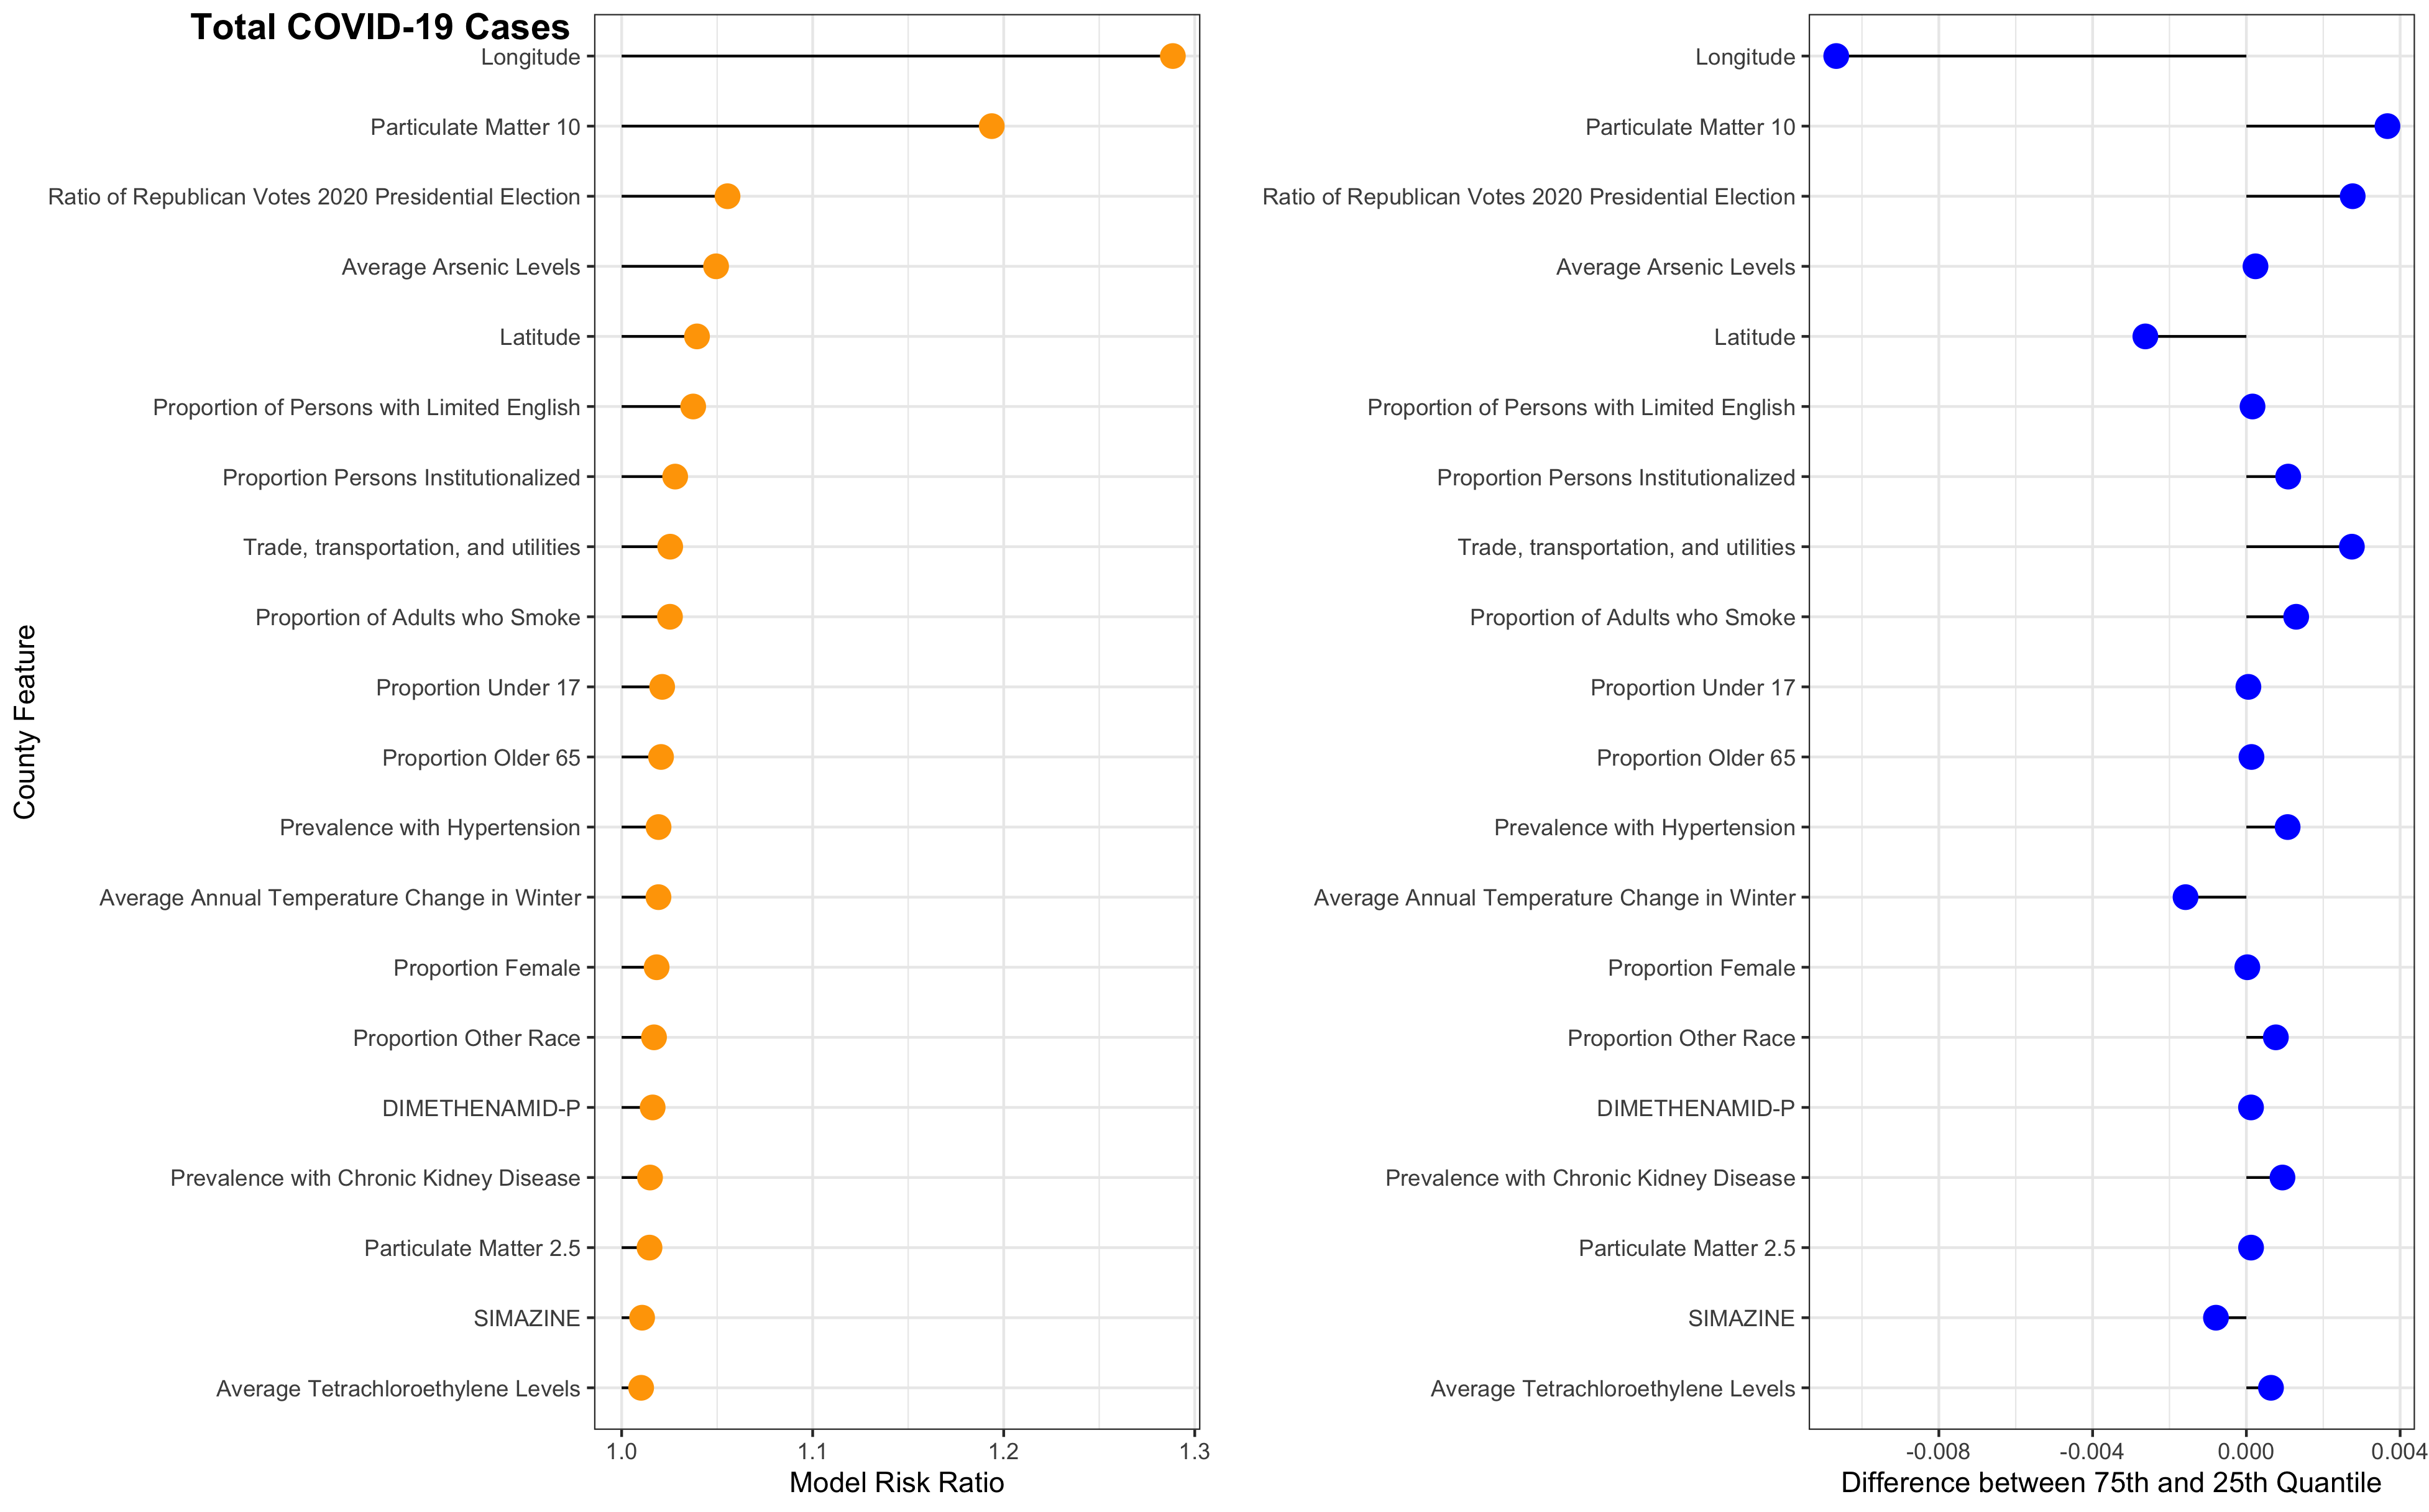 Total COVID-19 Cases
County Feature
Longitude
Particulate Matter 10
Ratio of Republican Votes 2020 Presidential Election
Average Arsenic Levels
Latitude
Proportion of Persons with Limited English
Proportion Persons Institutionalized
Trade, transportation, and utilities
Proportion of Adults who Smoke
Proportion Under 17
Proportion Older 65
Prevalence with Hypertension
Average Annual Temperature Change in Winter
Proportion Female
Proportion Other Race
DIMETHENAMID-P
Prevalence with Chronic Kidney Disease
Particulate Matter 2.5
SIMAZINE
Average Tetrachloroethylene Levels
1.0 1.1 1.2 1.3
Model Risk Ratio
Longitude
Particulate Matter 10
Ratio of Republican Votes 2020 Presidential Election
Average Arsenic Levels
Latitude
Proportion of Persons with Limited English
Proportion Persons Institutionalized
Trade, transportation, and utilities
Proportion of Adults who Smoke
Proportion Under 17
Proportion Older 65
Prevalence with Hypertension
Average Annual Temperature Change in Winter
Proportion Female
Proportion Other Race
DIMETHENAMID-P
Prevalence with Chronic Kidney Disease
Particulate Matter 2.5
SIMAZINE
Average Tetrachloroethylene Levels
-0.008 -0.004 0.000 0.004
Difference between 75th and 25th Quantile